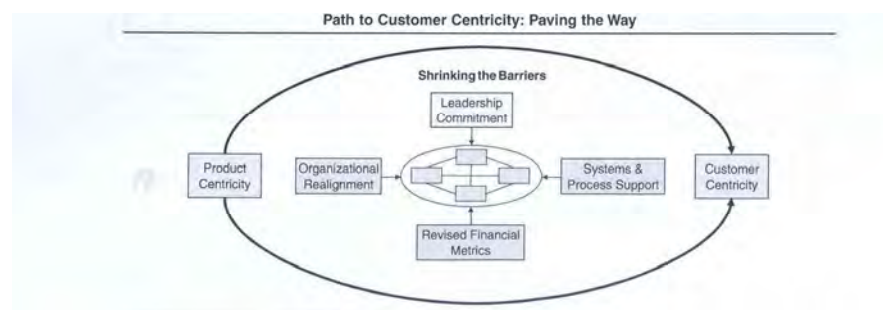 Path to Customer Centricity: Paving the Way
Shrinking the Barriers
Leadership
Commitment
Product
Centricity
Organizational
Realignment
Systems &
Process Support
Customer
Centricity
Revised Financial
Metrics